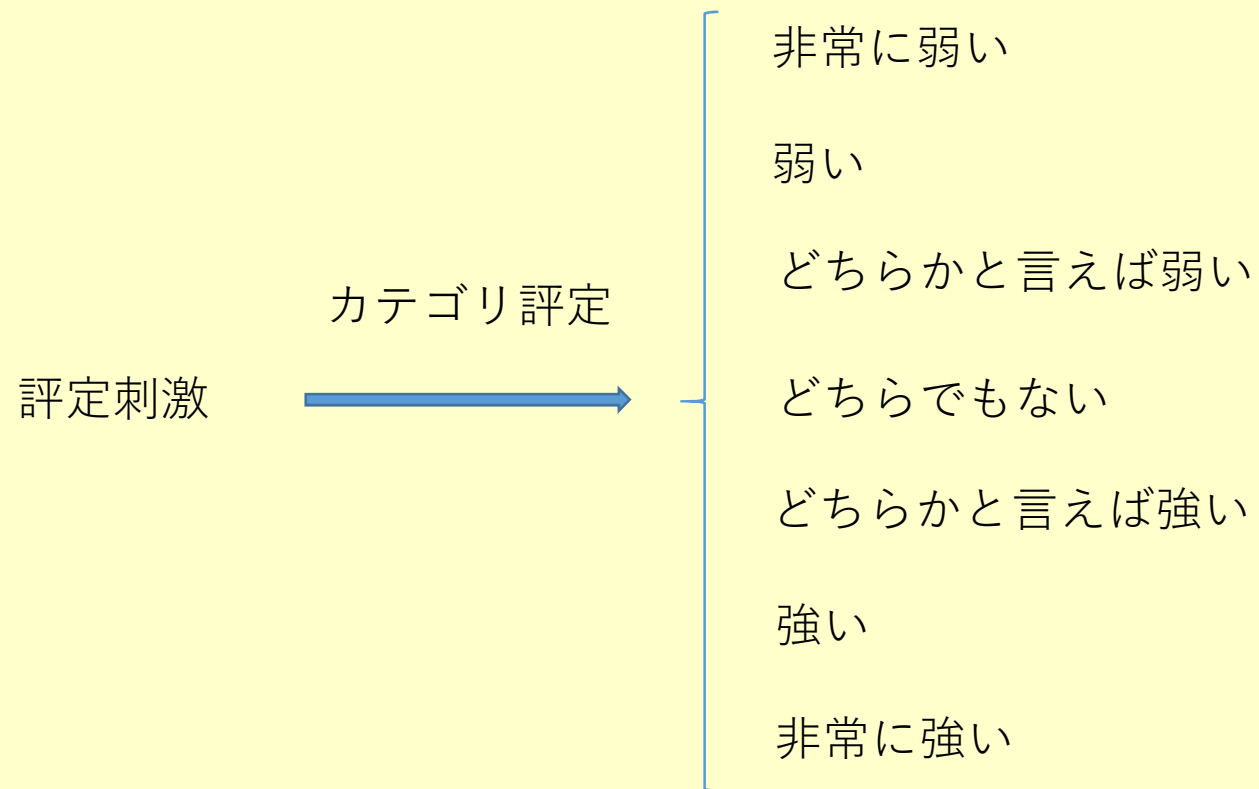 評定刺激
カテゴリ評定
非常に弱い
弱い
どちらかと言えば弱い
どちらでもない
どちらかと言えば強い
強い
非常に強い